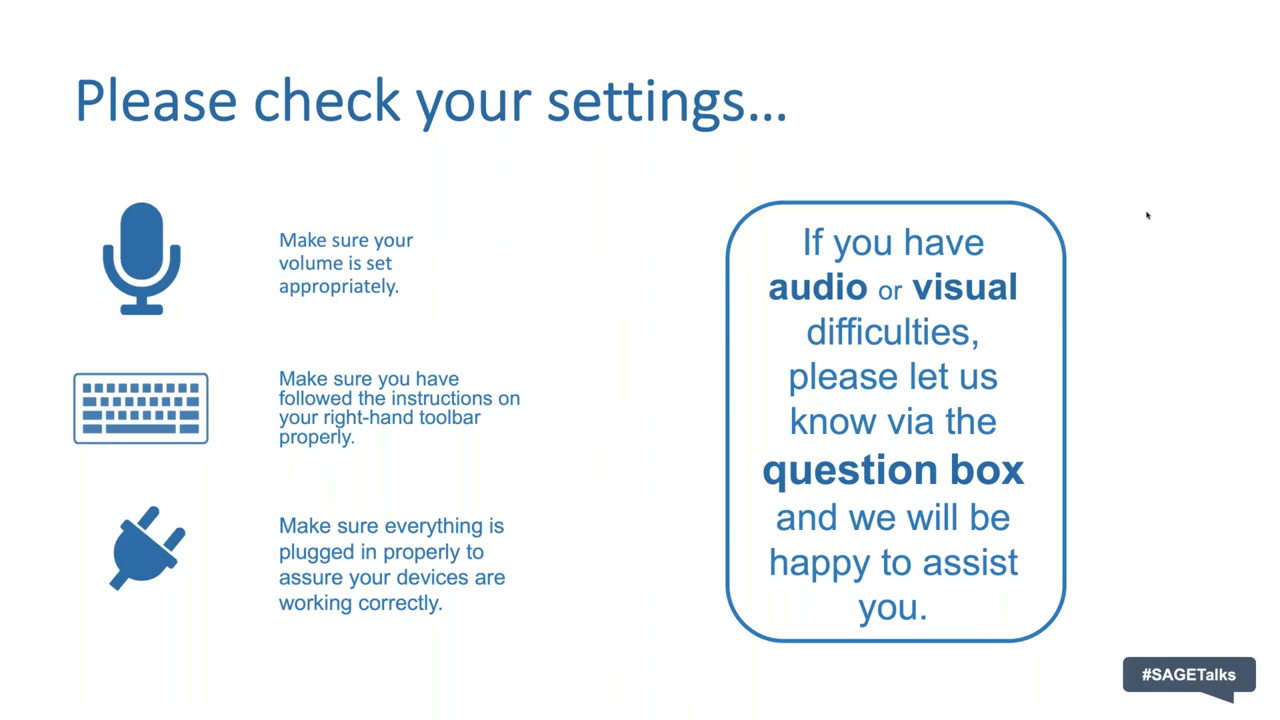 Please check your settings...
Make sure your
volume is set
appropriately.
Make sure you have
followed the instructions on
your right-hand toolbar
properly.
Make sure everything is
plugged in properly to
assure your devices are
working correctly.
If you have
audio or visual
difficulties,
please let us
know via the
question box
and we will be
happy to assist
you.
#SAGETalks